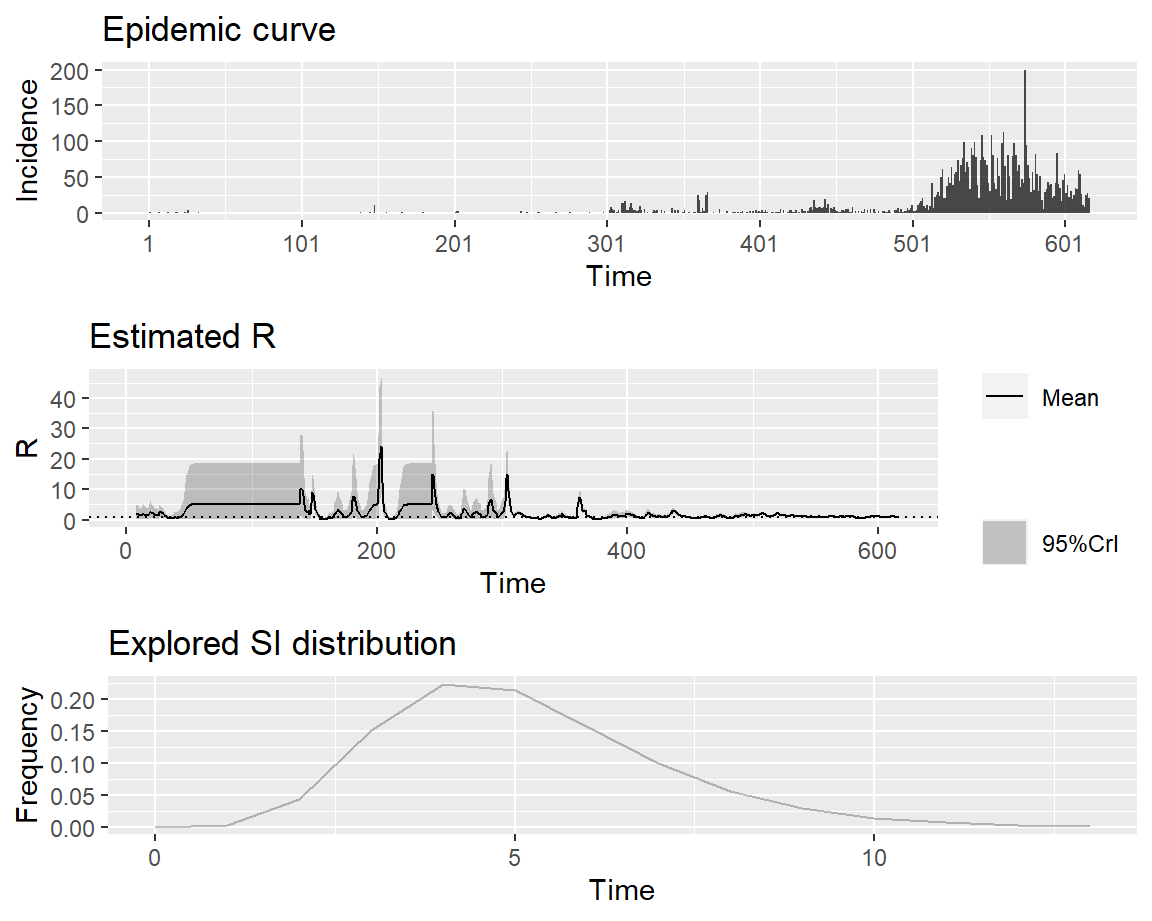 Epidemic curve
200
150
100
50
0
Incidence
1 101 201 301 401 501 601
Time
Estimated R
40
30
20
10
0
R
0 200 400 600
Time
Mean
95%CrI
Explored SI distribution
0.20
0.15
0.10
0.05
0.00
Frequency
0 5 10
Time